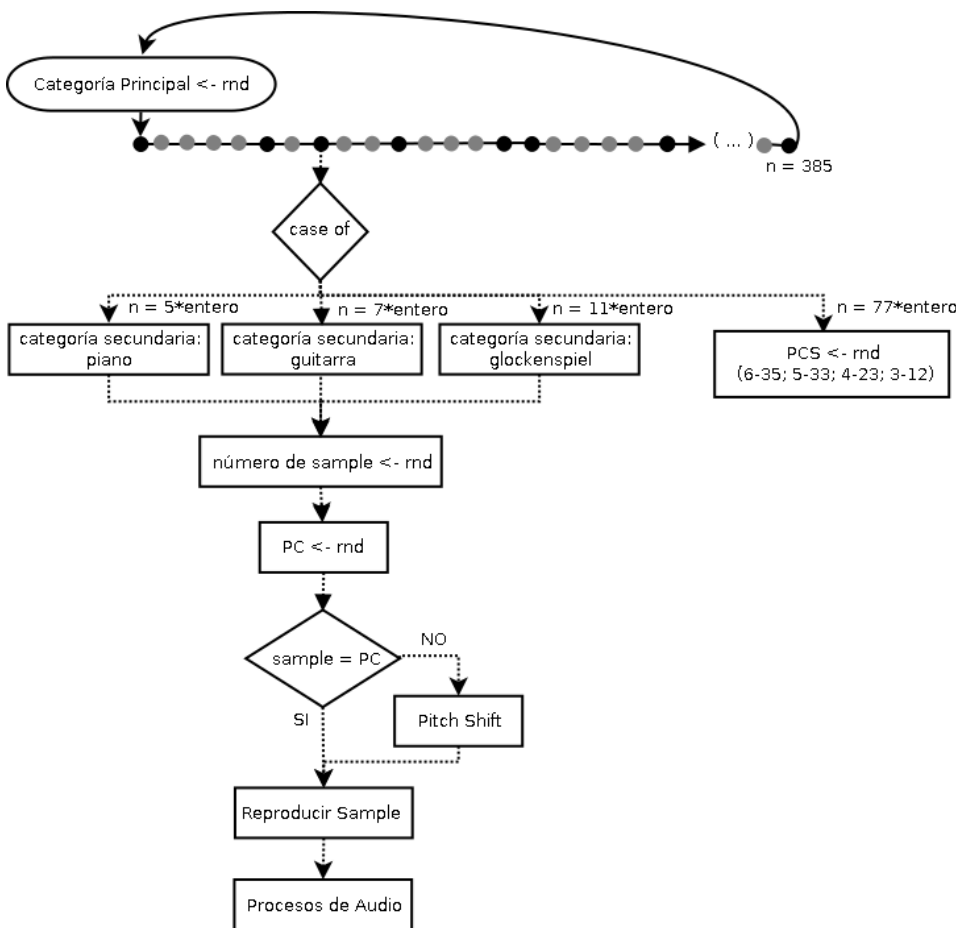 Categoría Principal <- rnd
( ... )
n = 385
case of
n = 5*entero
n = 7*entero
n = 11*entero
n = 77*entero
categoría secundaria:
piano
categoría secundaria:
guitarra
categoría secundaria:
glockenspiel
PCS <- rnd
(6-35; 5-33; 4-23; 3-12)
número de sample <- rnd
PC <- rnd
sample = PC
NO
SI
Pitch Shift
Reproducir Sample
Procesos de Audio